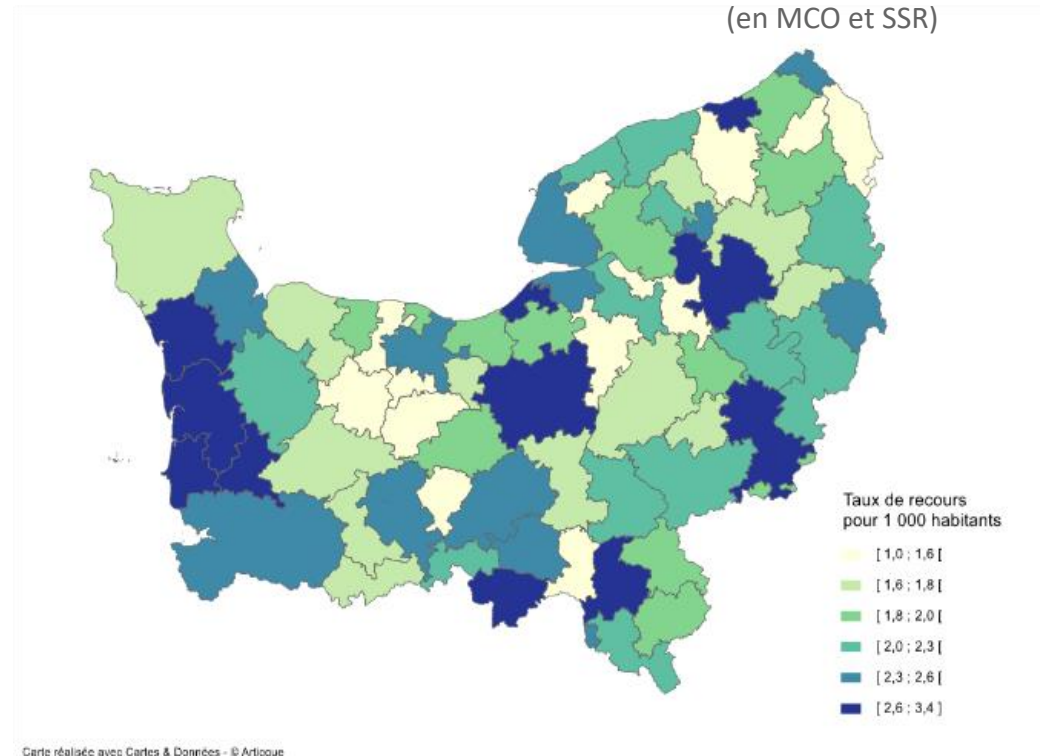 (en MCO et SSR)
Taux de recours
pour 1 000 habitants
[ 1,0 ; 1,6 [
[ 1,6 ; 1,8 [
[ 1,8 ; 2,0 [
[ 2,0 ; 2,3 [
[ 2,3 ; 2,6 [
[ 2,6 ; 3,4 ]
Carte réalisée avec Cartes & Données - © Articque